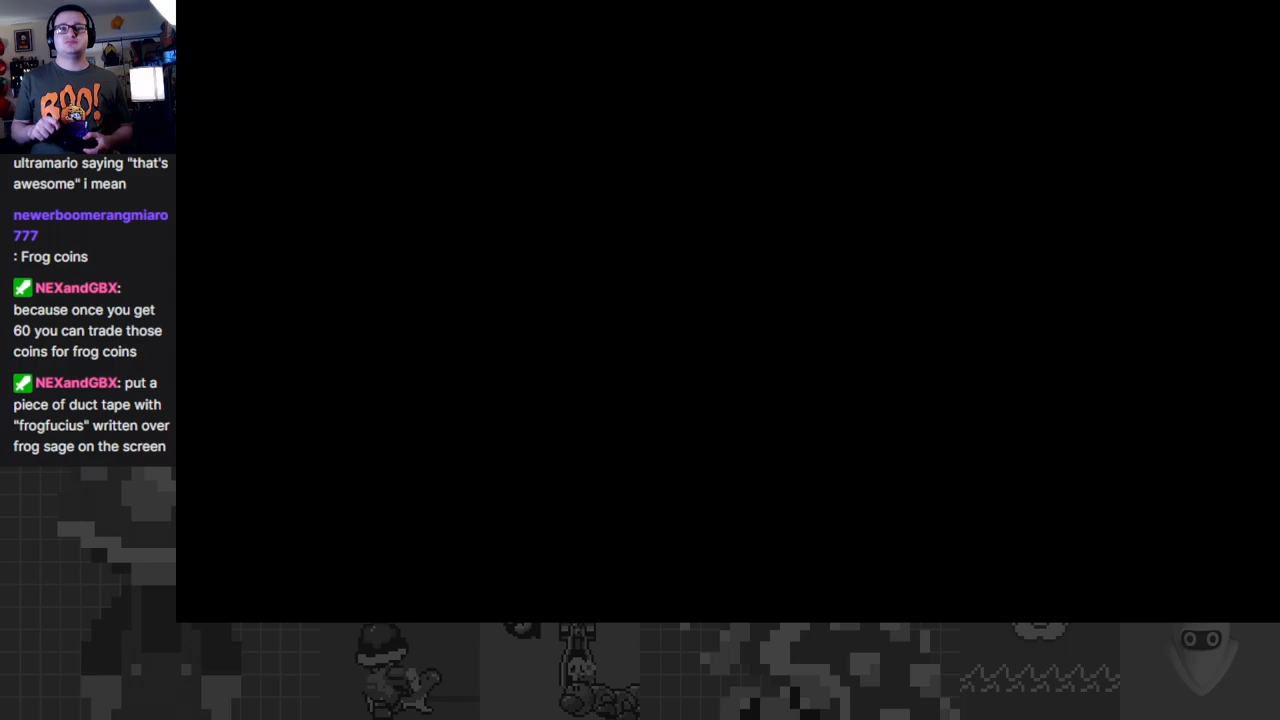 BOO!
ultramario saying "that's
awesome" i mean
newerboomerangmiaro
777
: Frog coins
NEXandGBX:
because once you get
60 you can trade those
coins for frog coins
NEXandGBX: put a
piece of duct tape with
"frogfucius" written over
frog sage on the screen